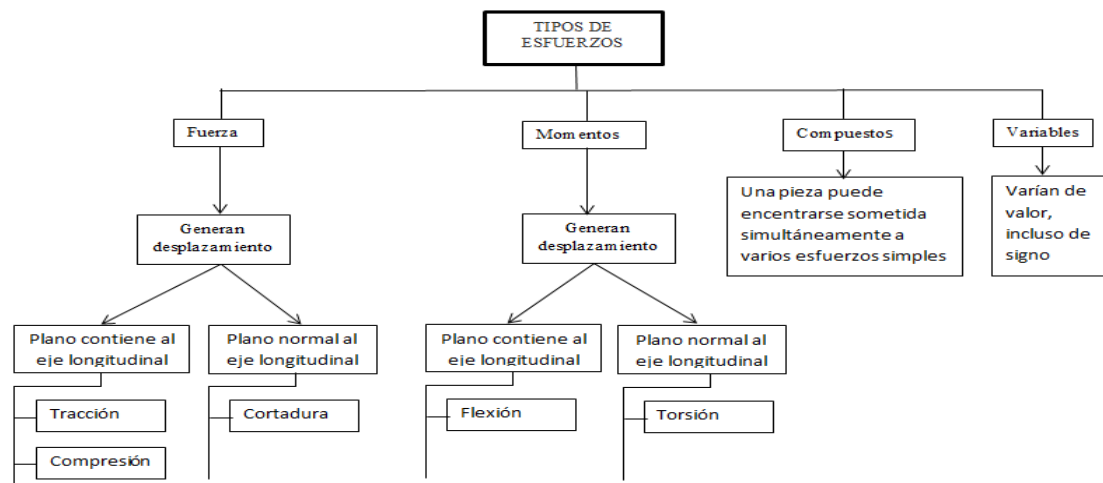 TIPOS DE
ESFUERZOS
Fuerza
Momentos
Compuestos
Variables
Generan
desplazamiento
Generan
desplazamiento
Una pieza puede
encontrarse sometida
simultáneamente a
varios esfuerzos simples
Varían de
valor,
incluso de
signo
Plano contiene al
eje longitudinal
Plano normal al
eje longitudinal
Plano contiene al
eje longitudinal
Plano normal al
eje longitudinal
Tracción
Compresión
Cortadura
Flexión
Torsión